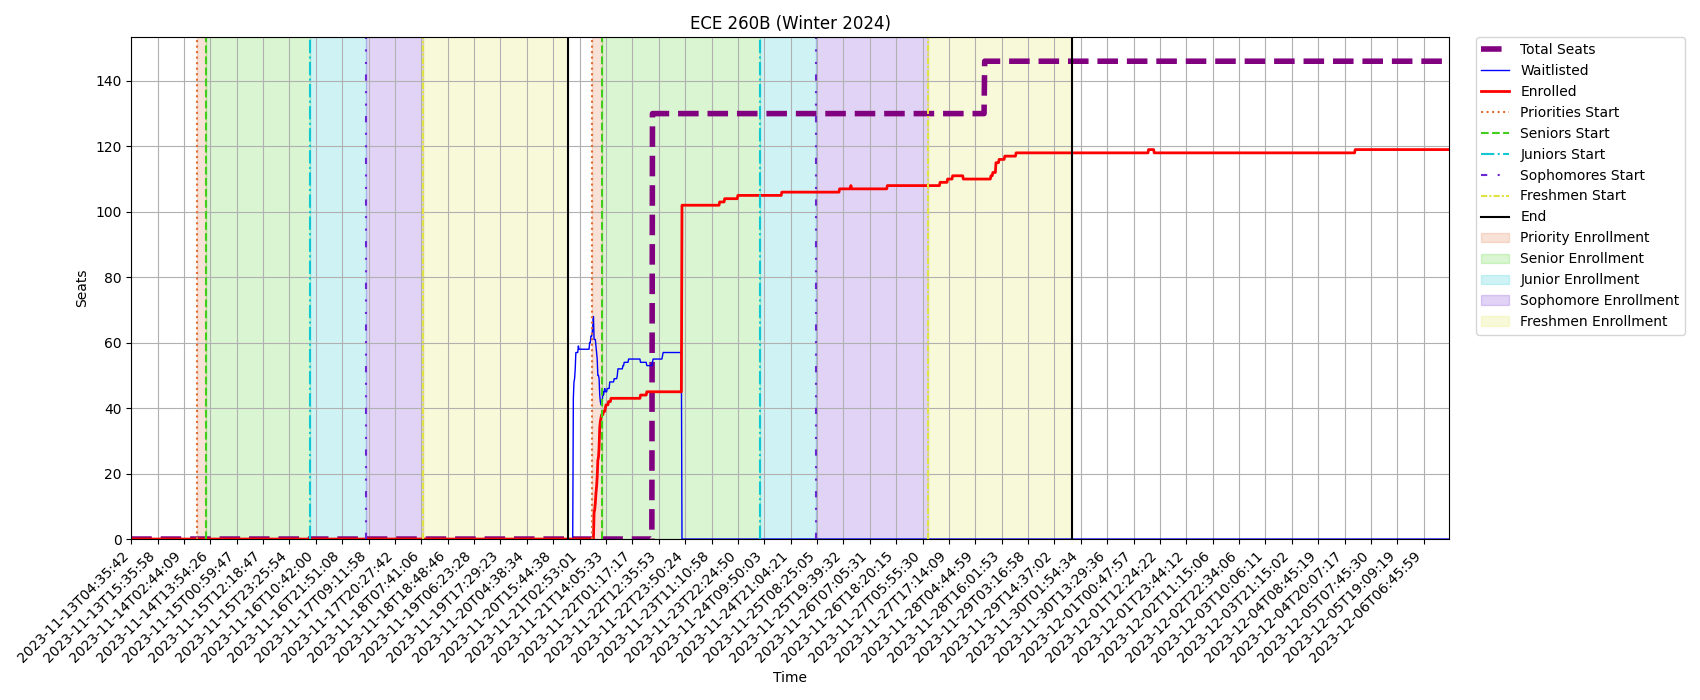 ECE 260B (Winter 2024)
Seats
0
20
40
60
80
100
120
140
2023-11-13T04:35:42
2023-11-13T15:35:58
2023-11-14T02:44:09
2023-11-14T13:54:26
2023-11-15T00:59:47
2023-11-15T12:18:47
2023-11-15T23:25:54
2023-11-16T10:42:00
2023-11-16T21:51:08
2023-11-17T09:11:58
2023-11-17T20:27:42
2023-11-18T07:41:06
2023-11-18T18:48:46
2023-11-19T06:23:28
2023-11-19T17:29:23
2023-11-20T04:38:34
2023-11-20T15:44:38
2023-11-21T02:53:01
2023-11-21T14:05:33
2023-11-22T01:17:17
2023-11-22T12:35:53
2023-11-22T23:50:24
2023-11-23T11:10:58
2023-11-23T22:24:50
2023-11-24T09:50:03
2023-11-24T21:04:21
2023-11-25T08:25:05
2023-11-25T19:39:32
2023-11-26T07:05:31
2023-11-26T18:20:15
2023-11-27T05:55:30
2023-11-27T17:14:09
2023-11-28T04:44:59
2023-11-28T16:01:53
2023-11-29T03:16:58
2023-11-29T14:37:02
2023-11-30T01:54:34
2023-11-30T13:29:36
2023-12-01T00:47:57
2023-12-01T12:24:22
2023-12-01T23:44:12
2023-12-02T11:15:06
2023-12-02T22:34:06
2023-12-03T10:06:11
2023-12-03T21:15:02
2023-12-04T08:45:19
2023-12-04T20:07:17
2023-12-05T07:45:30
2023-12-05T19:09:19
2023-12-06T06:45:59
Time
Total Seats
Waitlisted
Enrolled
Priorities Start
Seniors Start
Juniors Start
Sophomores Start
Freshmen Start
End
Priority Enrollment
Senior Enrollment
Junior Enrollment
Sophomore Enrollment
Freshmen Enrollment